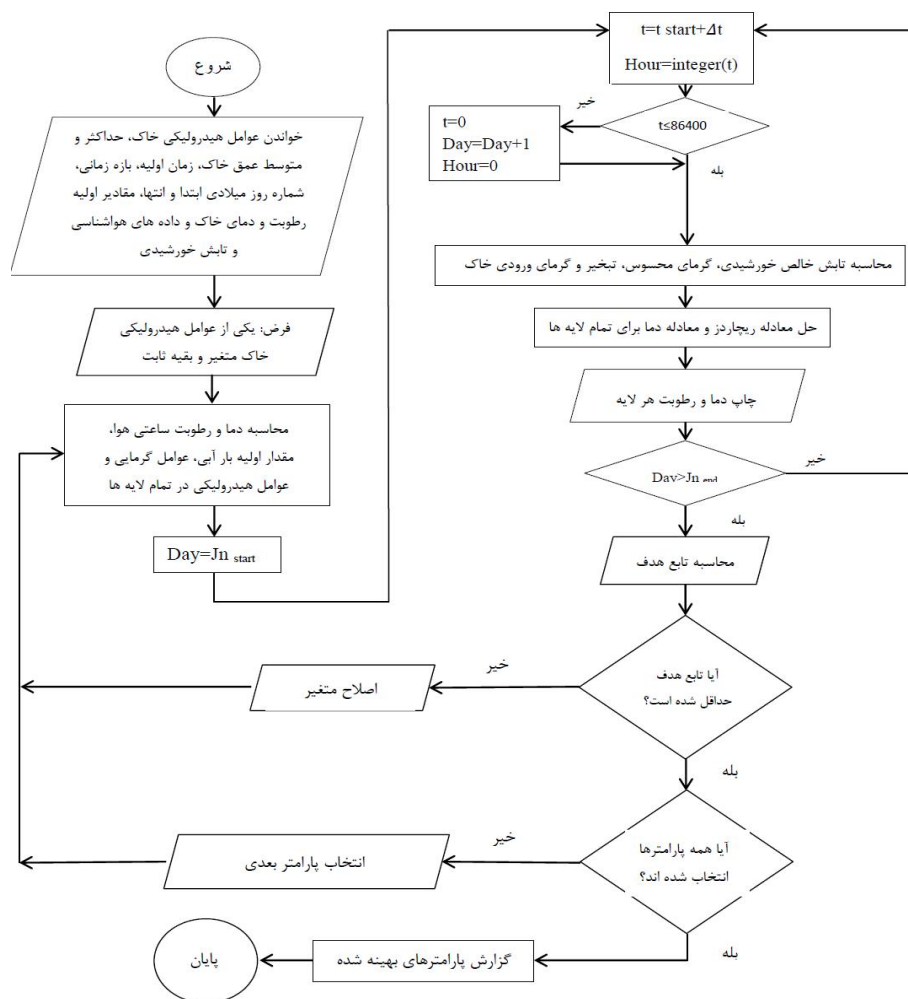 شروع
خواندن عوامل هیدرولیکی خاک، حداکثر و
متوسط عمق خاک، زمان اولیه، بازه زمانی،
شماره روز میلادی ابتدا و انتها، مقادیر اولیه
رطوبت و دمای خاک و داده های هواشناسی
و تابش خورشیدی
فرض: یکی از عوامل هیدرولیکی
خاک متغیر و بقیه ثابت
محاسبه دما و رطوبت ساعتی هوا،
مقدار اولیه بار آبی، عوامل گرمایی و
عوامل هیدرولیکی در تمام لایه ها
Day=Jn start
t=t start+Δt
Hour=integer(t)
t≤86400
خیر
t=0
Day=Day+1
Hour=0
بله
محاسبه تابش خالص خورشیدی، گرمای محسوس، تبخیر و گرمای ورودی خاک
حل معادله ریچاردز و معادله دما برای تمام لایه ها
چاپ دما و رطوبت هر لایه
Day>Jn end
خیر
بله
محاسبه تابع هدف
آیا تابع هدف
حداقل شده است؟
خیر
اصلاح متغیر
بله
آیا همه پارامترها
انتخاب شده اند؟
خیر
انتخاب پارامتر بعدی
بله
گزارش پارامترهای بهینه شده
پایان